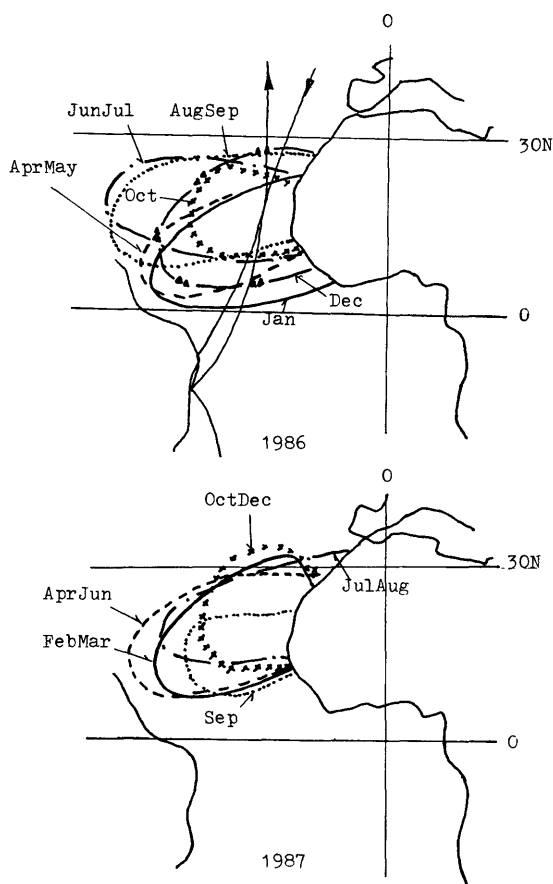 0
JunJul
AugSep
30N
AprMay
Oct
Dec
Jan
0
1986
0
OctDec
30N
JulAug
AprJun
FebMar
Sep
0
1987